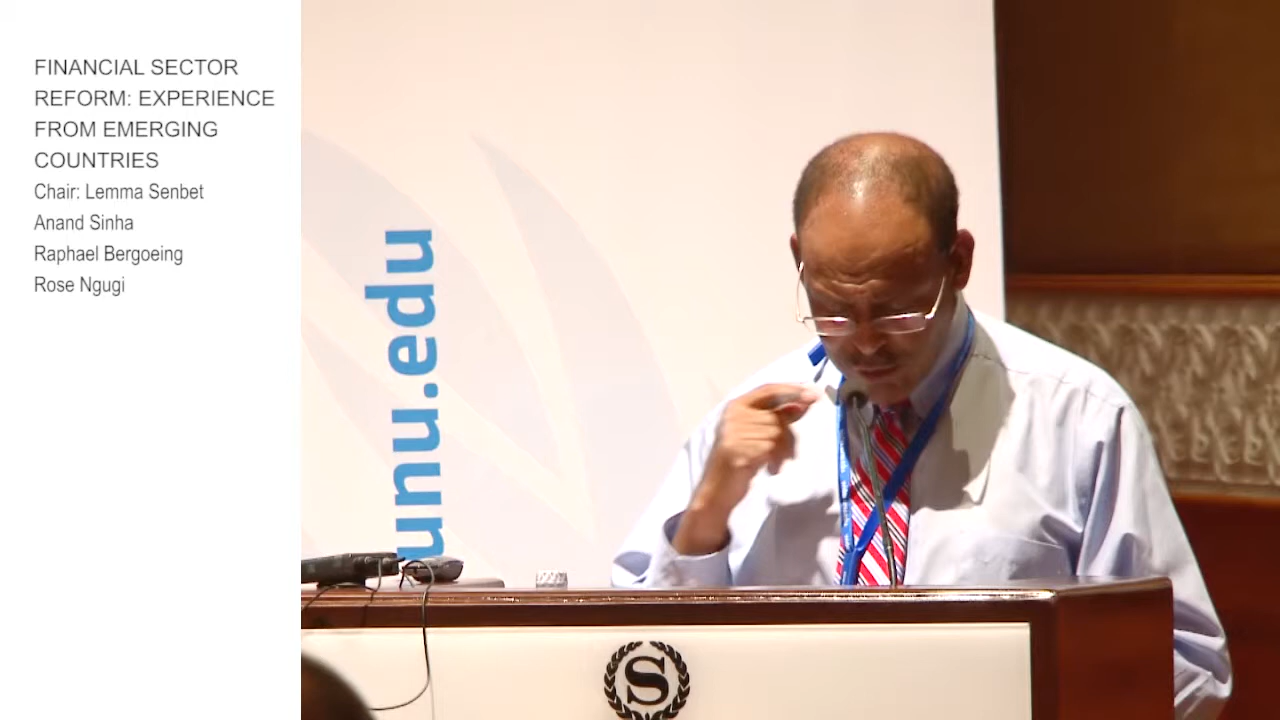 FINANCIAL SECTOR
REFORM: EXPERIENCE
FROM EMERGING
COUNTRIES
Chair: Lemma Senbet
Anand Sinha
Raphael Bergoeing
Rose Ngugi
unu.edu
S